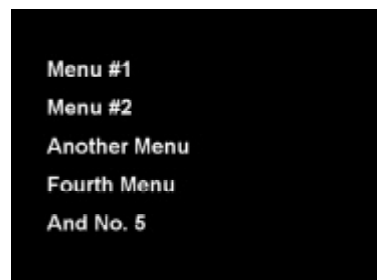 Menu #1
Menu #2
Another Menu
Fourth Menu
And No. 5